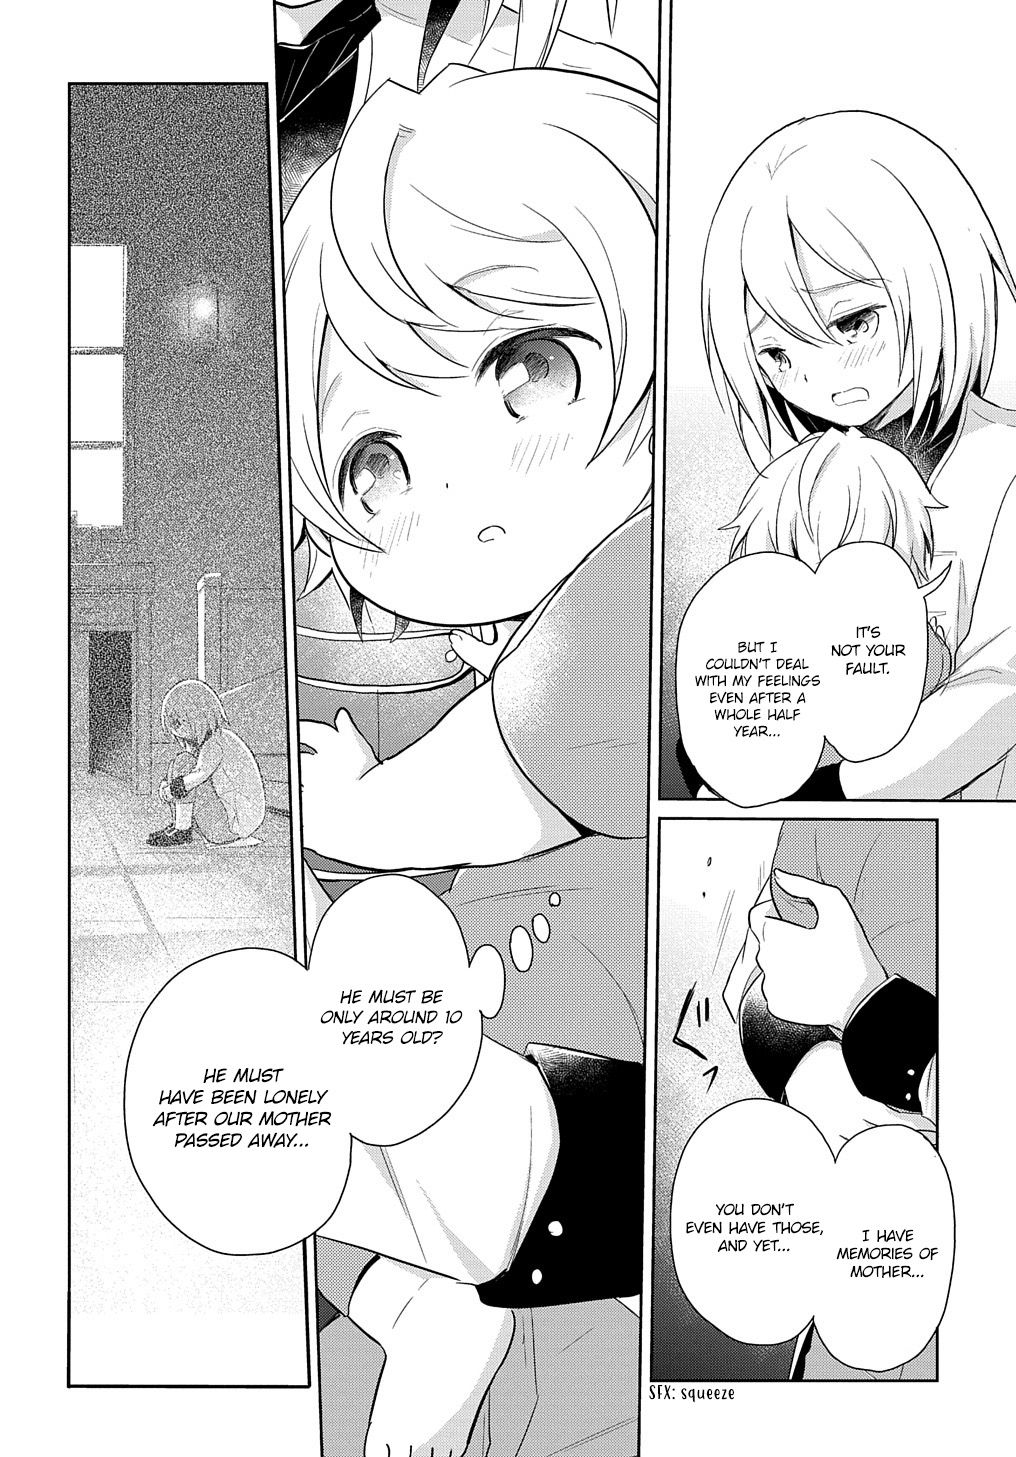 IT'S
NOT YOUR
FAULT.
BUT I
COULDN'T DEAL
WITH MY FEELINGS
EVEN AFTER A
WHOLE HALF
YEAR...
I HAVE
MEMORIES OF
MOTHER...
YOU DON'T
EVEN HAVE THOSE,
AND YET...
SFX: squeeze
HE MUST BE
ONLY AROUND 10
YEARS OLD?
HE MUST
HAVE BEEN LONELY
AFTER OUR MOTHER
PASSED AWAY...